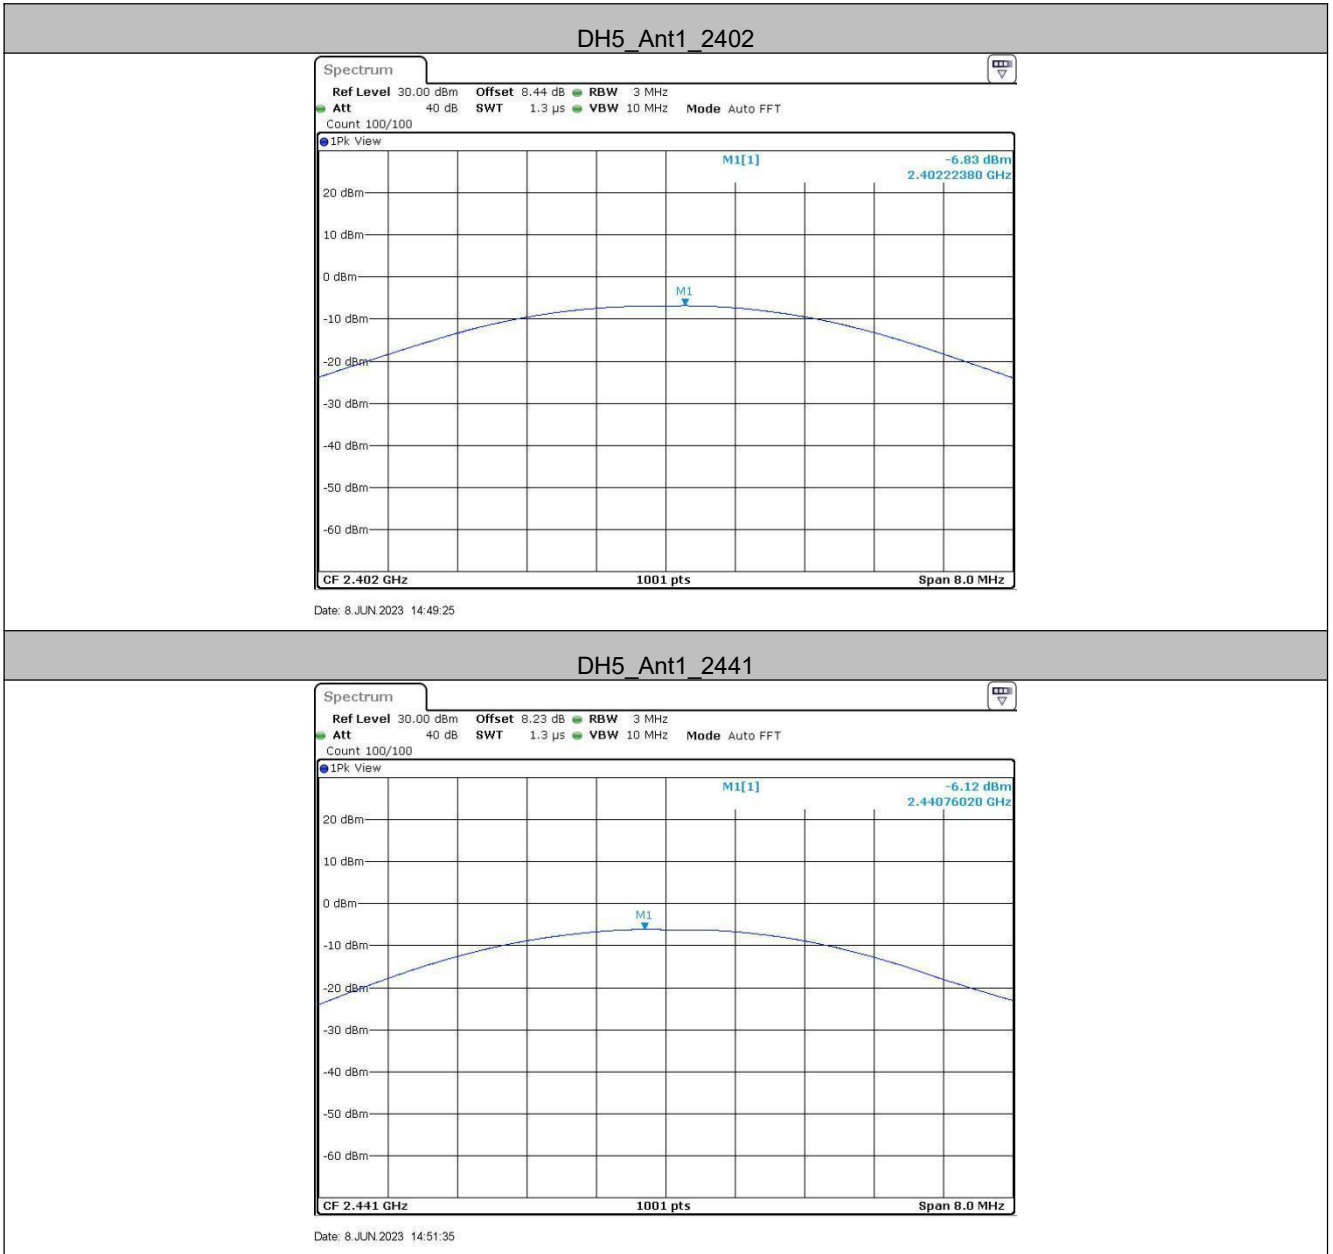 DH5_Ant1_2402
Spectrum
Ref Level 30.00 dBm Offset 8.44 dB RBW 3 MHz
Att 40 dB SWT 1.3 µs VBW 10 MHz Mode Auto FFT
Count 100/100
1Pk View
M1[1] -6.83 dBm
2.40222380 GHz
20 dBm
10 dBm
0 dBm
M1
-10 dBm
-20 dBm
-30 dBm
-40 dBm
-50 dBm
-60 dBm
CF 2.402 GHz 1001 pts Span 8.0 MHz
Date: 8.JUN.2023 14:49:25
DH5_Ant1_2441
Spectrum
Ref Level 30.00 dBm Offset 8.23 dB RBW 3 MHz
Att 40 dB SWT 1.3 µs VBW 10 MHz Mode Auto FFT
Count 100/100
1Pk View
M1[1] -6.12 dBm
2.44076020 GHz
20 dBm
10 dBm
0 dBm
M1
-10 dBm
-20 dBm
-30 dBm
-40 dBm
-50 dBm
-60 dBm
CF 2.441 GHz 1001 pts Span 8.0 MHz
Date: 8.JUN.2023 14:51:35